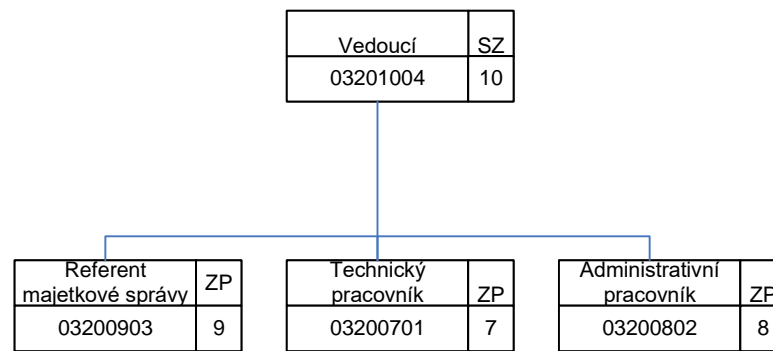 Vedoucí SZ
03201004 10
Referent
majetkové správy ZP
03200903 9
Technický
pracovník ZP
03200701 7
Administrativní
pracovník ZP
03200802 8